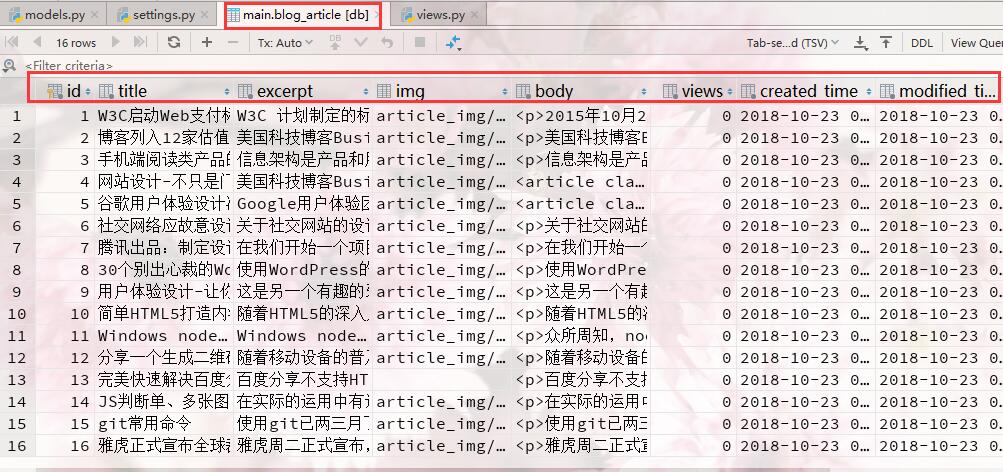 models.py settings.py main.blog_article [db] views.py
16 rows Tx: Auto DB Tab-se...d (TSV) DDL View Quer
<Filter criteria>
id title excerpt img body views created_time modified_ti...
1 1 W3C启动Web支付标 W3C 计划制定的标 article_img/... <p>2015年10月2 0 2018-10-23 0... 2018-10-23 0...
2 2 博客列入12家估值 美国科技博客Busi article_img/... <p>美国科技博客B 0 2018-10-23 0... 2018-10-23 0...
3 3 手机端阅读类产品的 信息架构是产品和用 article_img/... <p>信息架构是产品 0 2018-10-23 0... 2018-10-23 0...
4 4 网站设计-不只是门 美国科技博客Busi article_img/... <article cla... 0 2018-10-23 0... 2018-10-23 0...
5 5 谷歌用户体验设计 Google用户体验团 article_img/... <article cla... 0 2018-10-23 0... 2018-10-23 0...
6 6 社交网络应故意设计 关于社交网站的设计 article_img/... <p>关于社交网站的 0 2018-10-23 0... 2018-10-23 0...
7 7 腾讯出品：制定设计 在我们开始一个项目 article_img/... <p>在我们开始一个 0 2018-10-23 0... 2018-10-23 0...
8 8 30个别出心裁的Wo 使用WordPress的 article_img/... <p>使用WordPre 0 2018-10-23 0... 2018-10-23 0...
9 9 用户体验设计-让你 这是另一个有趣的 article_img/... <p>这是另一个有趣 0 2018-10-23 0... 2018-10-23 0...
10 10 简单HTML5打造内 随着HTML5的深入 article_img/... <p>随着HTML5的 0 2018-10-23 0... 2018-10-23 0...
11 11 Windows node... Windows node... article_img/... <p>众所周知，nod 0 2018-10-23 0... 2018-10-23 0...
12 12 分享一个生成二维码 随着移动设备的普及 article_img/... <p>随着移动设备的 0 2018-10-23 0... 2018-10-23 0...
13 13 完美快速解决百度分 百度分享不支持HT <p>百度分享不支持 0 2018-10-23 0... 2018-10-23 0...
14 14 JS判断单、多张图 在实际的运用中有 article_img/... <p>在实际的运用中 0 2018-10-23 0... 2018-10-23 0...
15 15 git常用命令 使用git已两三月 article_img/... <p>使用git已两三 0 2018-10-23 0... 2018-10-23 0...
16 16 雅虎正式宣布全球 雅虎周二正式宣布， article_img/... <p>雅虎周二正式宣 0 2018-10-23 0... 2018-10-23 0...